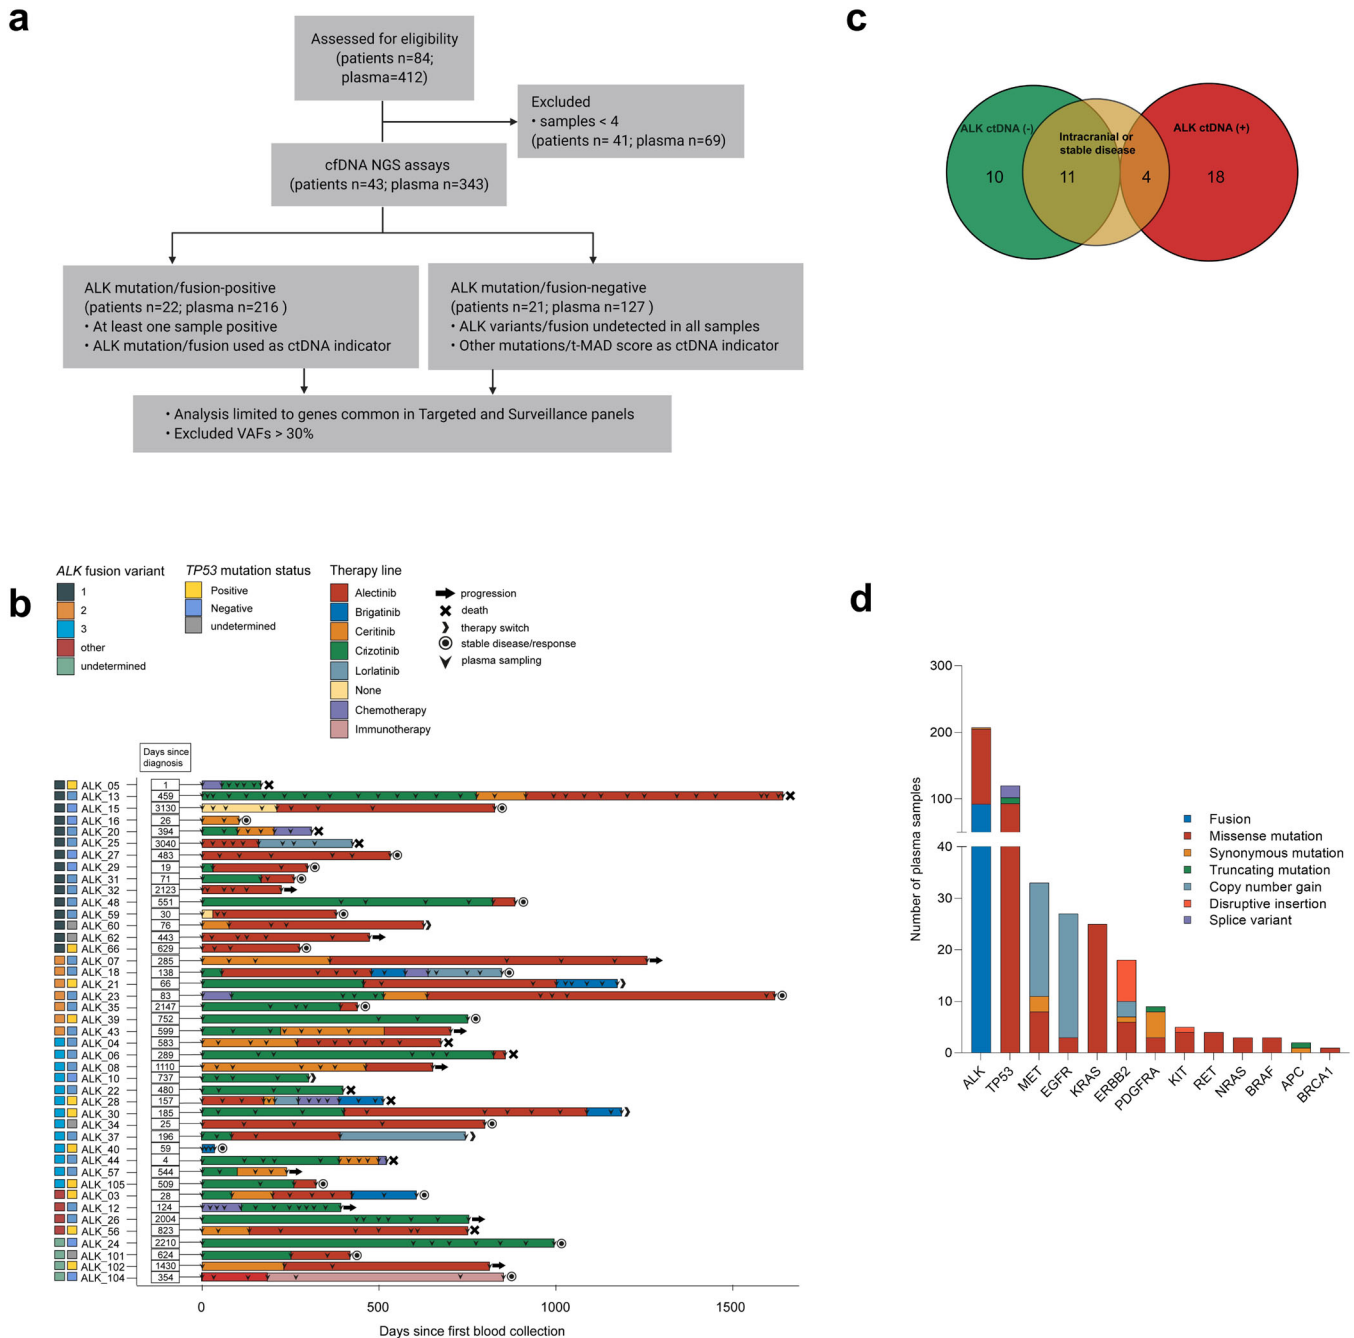 a
Assessed for eligibility
(patients n=84;
plasma=412)
Excluded
• samples < 4
(patients n= 41; plasma n=69)
cfDNA NGS assays
(patients n=43; plasma n=343)
ALK mutation/fusion-positive
(patients n=22; plasma n=216 )
• At least one sample positive
• ALK mutation/fusion used as ctDNA indicator
ALK mutation/fusion-negative
(patients n=21; plasma n=127 )
• ALK variants/fusion undetected in all samples
• Other mutations/t-MAD score as ctDNA indicator
• Analysis limited to genes common in Targeted and Surveillance panels
• Excluded VAFs > 30%
c
ALK ctDNA (-)
Intracranial or
stable disease
ALK ctDNA (+)
10 11 4 18
b
ALK fusion variant
1
2
3
other
undetermined
TP53 mutation status
Positive
Negative
undetermined
Therapy line
Alectinib
Brigatinib
Ceritinib
Crizotinib
Lorlatinib
None
Chemotherapy
Immunotherapy
progression
death
therapy switch
stable disease/response
plasma sampling
Days since
diagnosis
ALK_05 1
ALK_13 459
ALK_15 3130
ALK_16 26
ALK_20 394
ALK_25 3040
ALK_27 483
ALK_29 19
ALK_31 71
ALK_32 2123
ALK_48 551
ALK_59 30
ALK_60 76
ALK_62 443
ALK_66 629
ALK_07 285
ALK_18 138
ALK_21 66
ALK_23 83
ALK_35 2147
ALK_39 752
ALK_43 599
ALK_04 583
ALK_06 289
ALK_08 1110
ALK_10 737
ALK_22 480
ALK_28 157
ALK_30 185
ALK_34 25
ALK_37 196
ALK_40 59
ALK_44 4
ALK_57 544
ALK_105 509
ALK_03 28
ALK_12 124
ALK_26 2004
ALK_56 823
ALK_24 2210
ALK_101 624
ALK_102 1430
ALK_104 354
0 500 1000 1500
Days since first blood collection
d
Number of plasma samples
300
200
100
40
30
20
10
0
Fusion
Missense mutation
Synonymous mutation
Truncating mutation
Copy number gain
Disruptive insertion
Splice variant
ALK TP53 MET EGFR KRAS ERBB2 PDGFRA KIT RET NRAS BRAF APC BRCA1